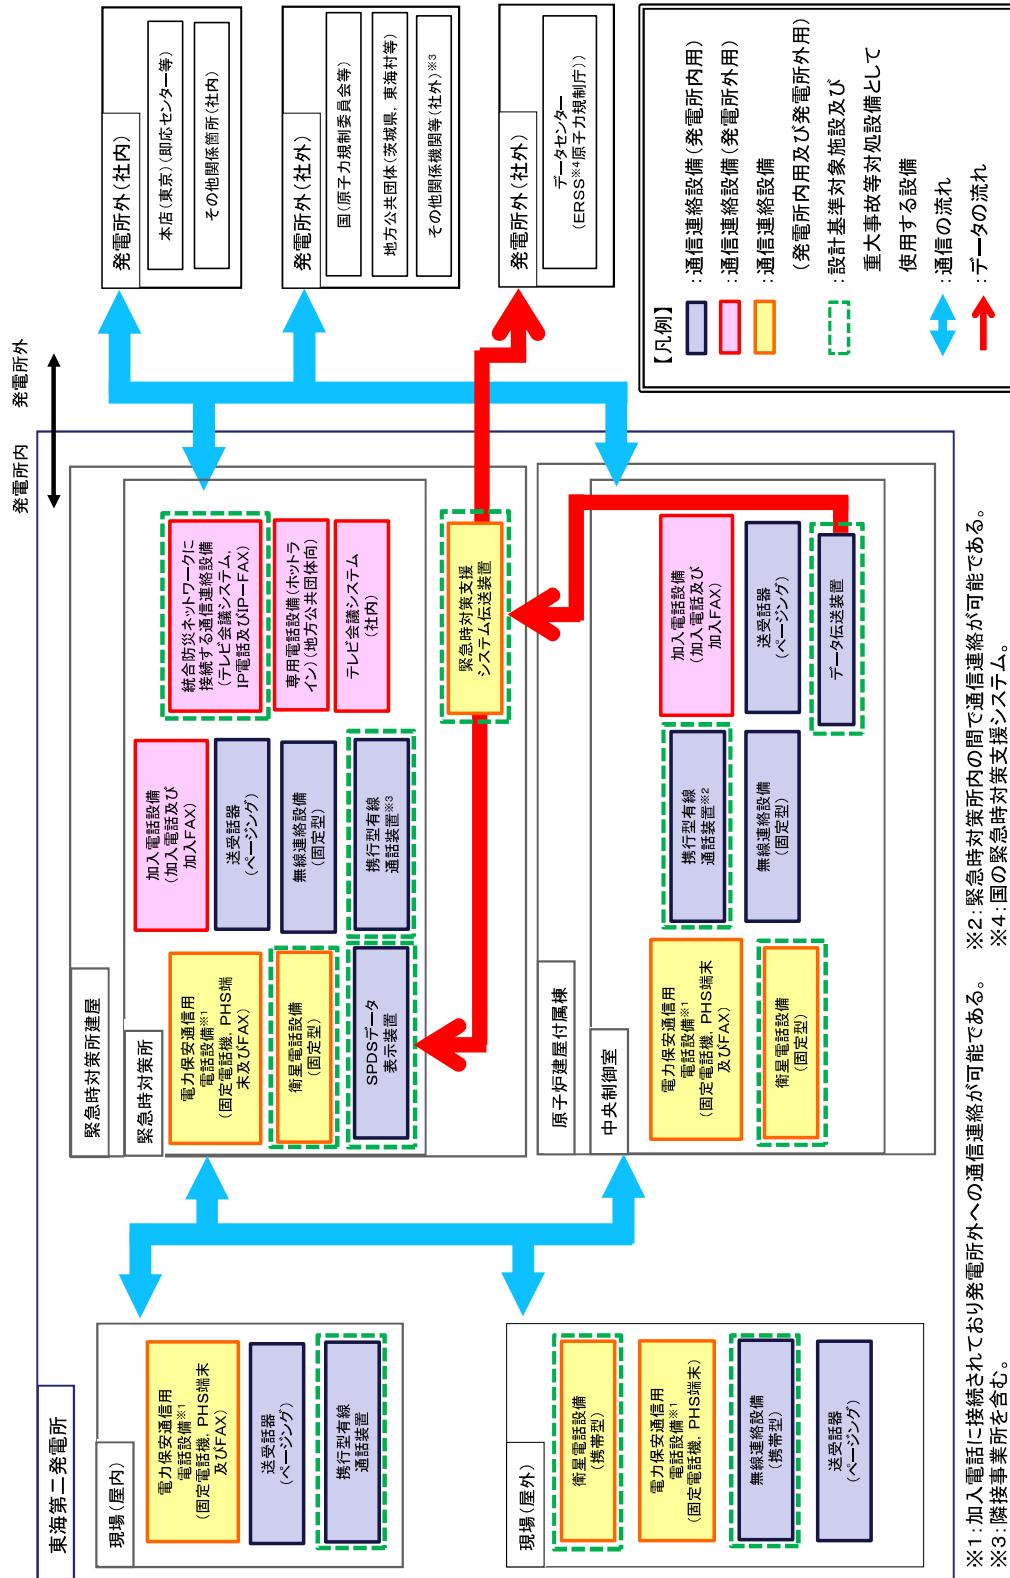 東海第二発電所
発電所内
発電所外
現場(屋内)
電力保安通信用
電話設備※1
(固定電話機，PHS端末
及びFAX)
送受話器
(ページング)
携行型有線
通話装置
現場(屋外)
衛星電話設備
(携帯型)
電力保安通信用
電話設備※1
(固定電話機，PHS端末)
無線連絡設備
(携帯型)
送受話器
(ページング)
緊急時対策所建屋
緊急時対策所
電力保安通信用
電話設備※1
(固定電話機，PHS端
末及びFAX)
衛星電話設備
(固定型)
SPDSデータ
表示装置
加入電話設備
(加入電話及び
加入FAX)
送受話器
(ページング)
無線連絡設備
(固定型)
携行型有線
通話装置※3
統合防災ネットワークに
接続する通信連絡設備
(テレビ会議システム，
IP電話及びIP－FAX)
専用電話設備(ホットラ
イン)(地方公共団体向)
テレビ会議システム
(社内)
緊急時対策支援
システム伝送装置
原子炉建屋付属棟
中央制御室
電力保安通信用
電話設備※1
(固定電話機，PHS端末
及びFAX)
衛星電話設備
(固定型)
携行型有線
通話装置※2
無線連絡設備
(固定型)
加入電話設備
(加入電話及び
加入FAX)
送受話器
(ページング)
データ伝送装置
発電所外(社内)
本店(東京)(即応センター等)
その他関係箇所(社内)
発電所外(社外)
国(原子力規制委員会等)
地方公共団体(茨城県，東海村等)
その他関係機関等(社外)※3
発電所外(社外)
データセンター
(ERSS※4原子力規制庁))
【凡例】
:通信連絡設備(発電所内用)
:通信連絡設備(発電所外用)
:通信連絡設備
(発電所内用及び発電所外用)
:設計基準対象施設及び
重大事故等対処設備として
使用する設備
:通信の流れ
:データの流れ
※1:加入電話に接続されており発電所外への通信連絡が可能である。
※2:緊急時対策所内の間で通信連絡が可能である。
※3:隣接事業所を含む。
※4:国の緊急時対策支援システム。